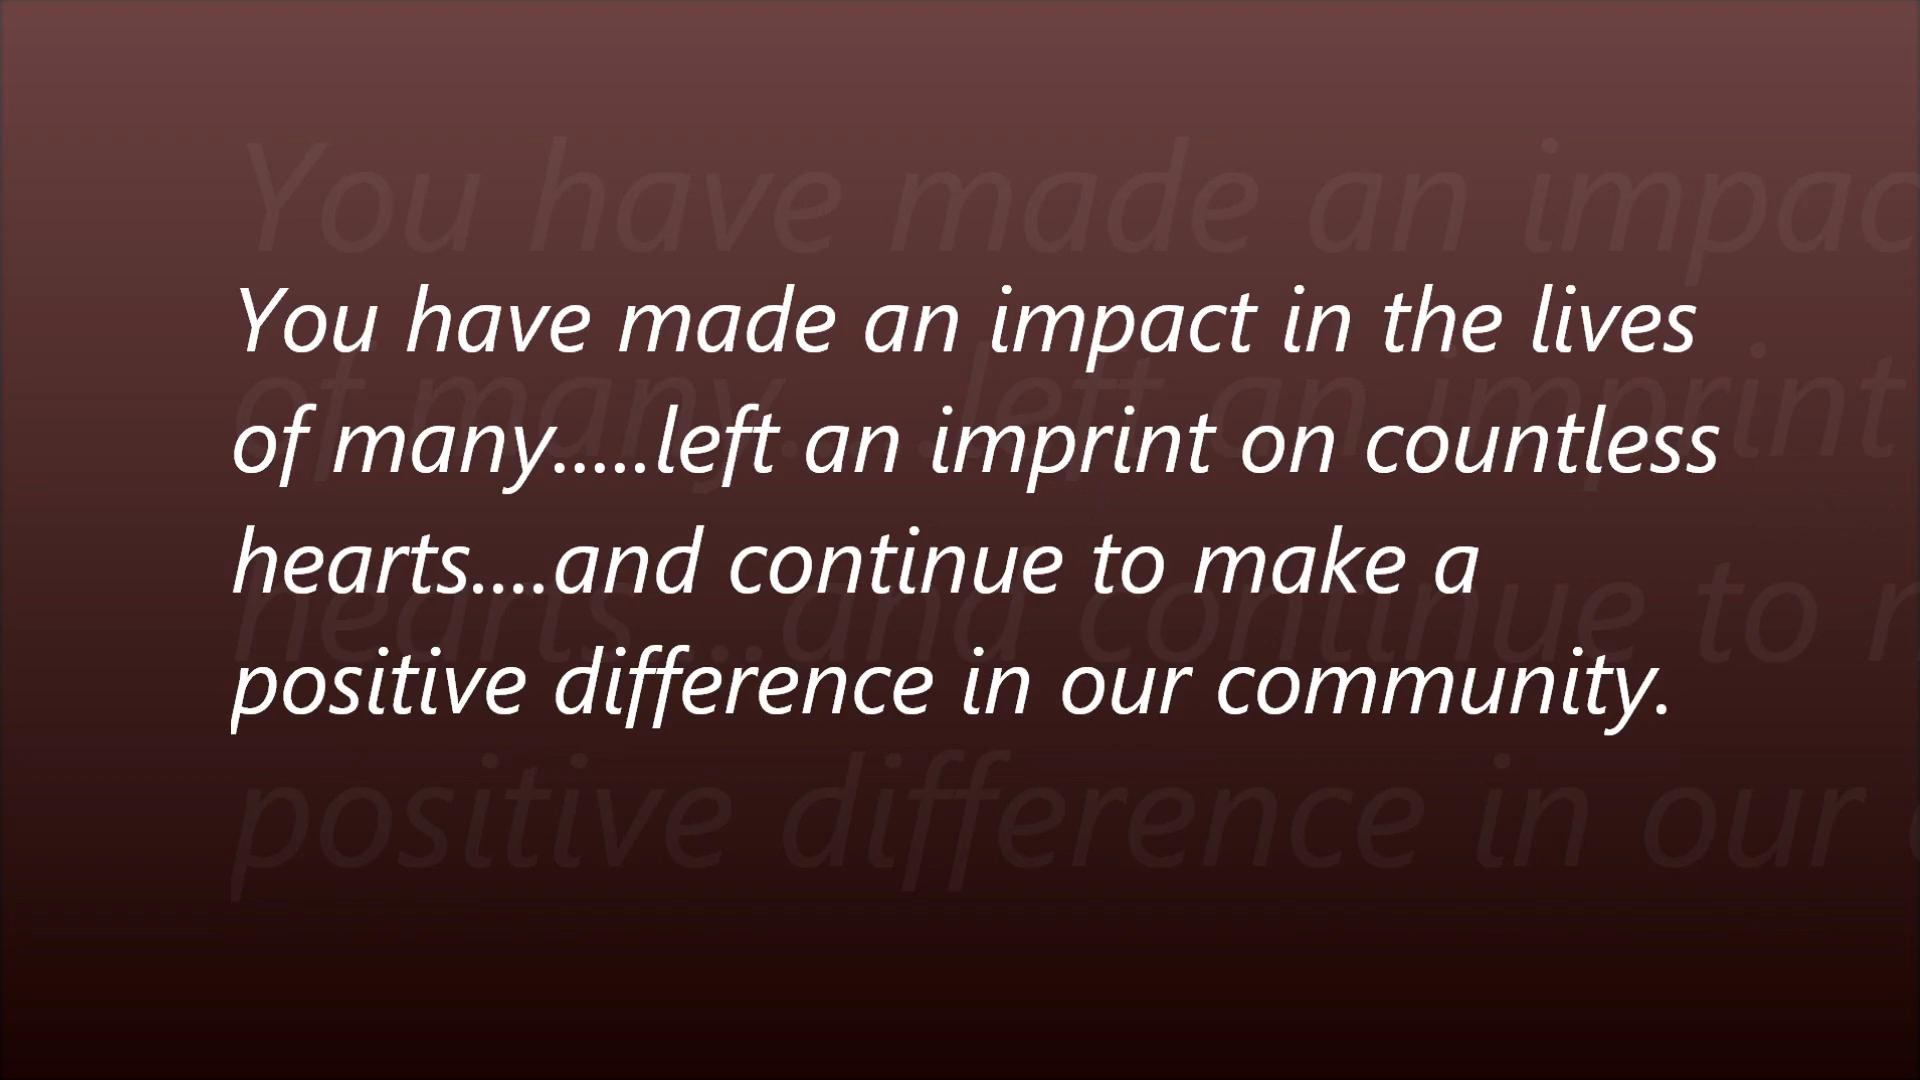 You have made an impact in the lives
of many.....left an imprint on countless
hearts....and continue to make a
positive difference in our community.